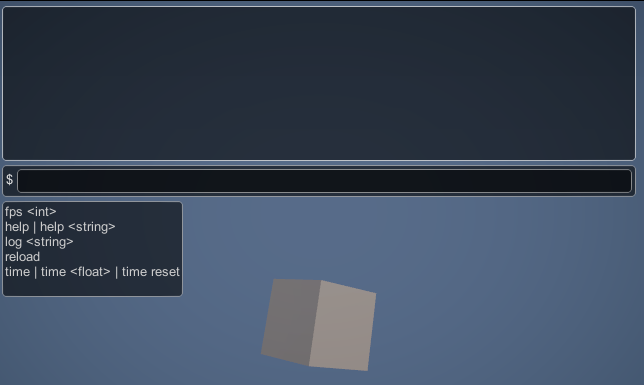 $
fps <int>
help | help <string>
log <string>
reload
time | time <float> | time reset